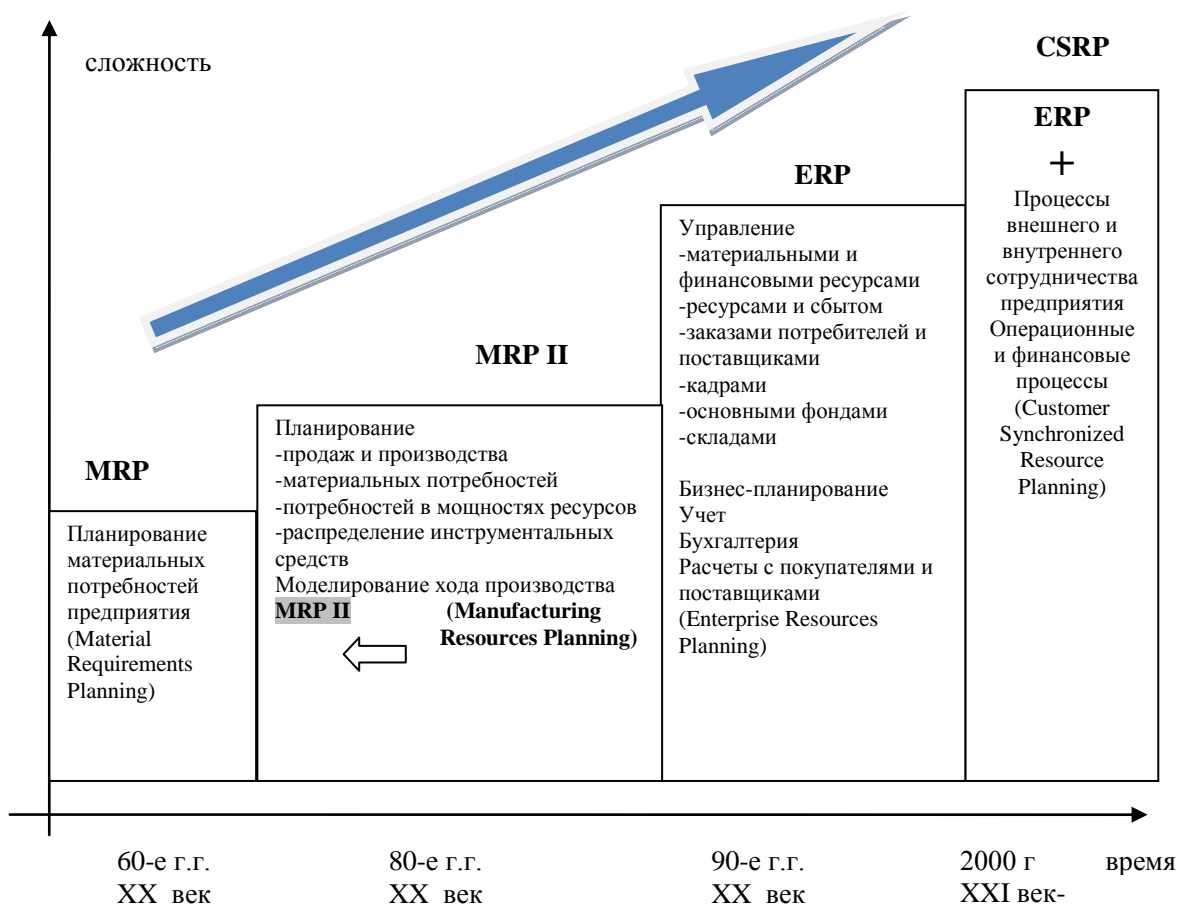 сложность
CSRP
ERP
+
Процессы
внешнего и
внутреннего
сотрудничества
предприятия
Операционные
и финансовые
процессы
(Customer
Synchronized
Resource
Planning)
ERP
Управление
-материальными и
финансовыми ресурсами
-ресурсами и сбытом
-заказами потребителей и
поставщиками
-кадрами
-основными фондами
-складами
Бизнес-планирование
Учет
Бухгалтерия
Расчеты с покупателями и
поставщиками
(Enterprise Resources
Planning)
MRP II
Планирование
-продаж и производства
-материальных потребностей
-потребностей в мощностях ресурсов
-распределение инструментальных
средств
Моделирование хода производства
MRP II (Manufacturing
Resources Planning)
MRP
Планирование
материальных
потребностей
предприятия
(Material
Requirements
Planning)
60-е г.г. 80-е г.г. 90-е г.г. 2000 г время
XX век XX век XX век XXI век-